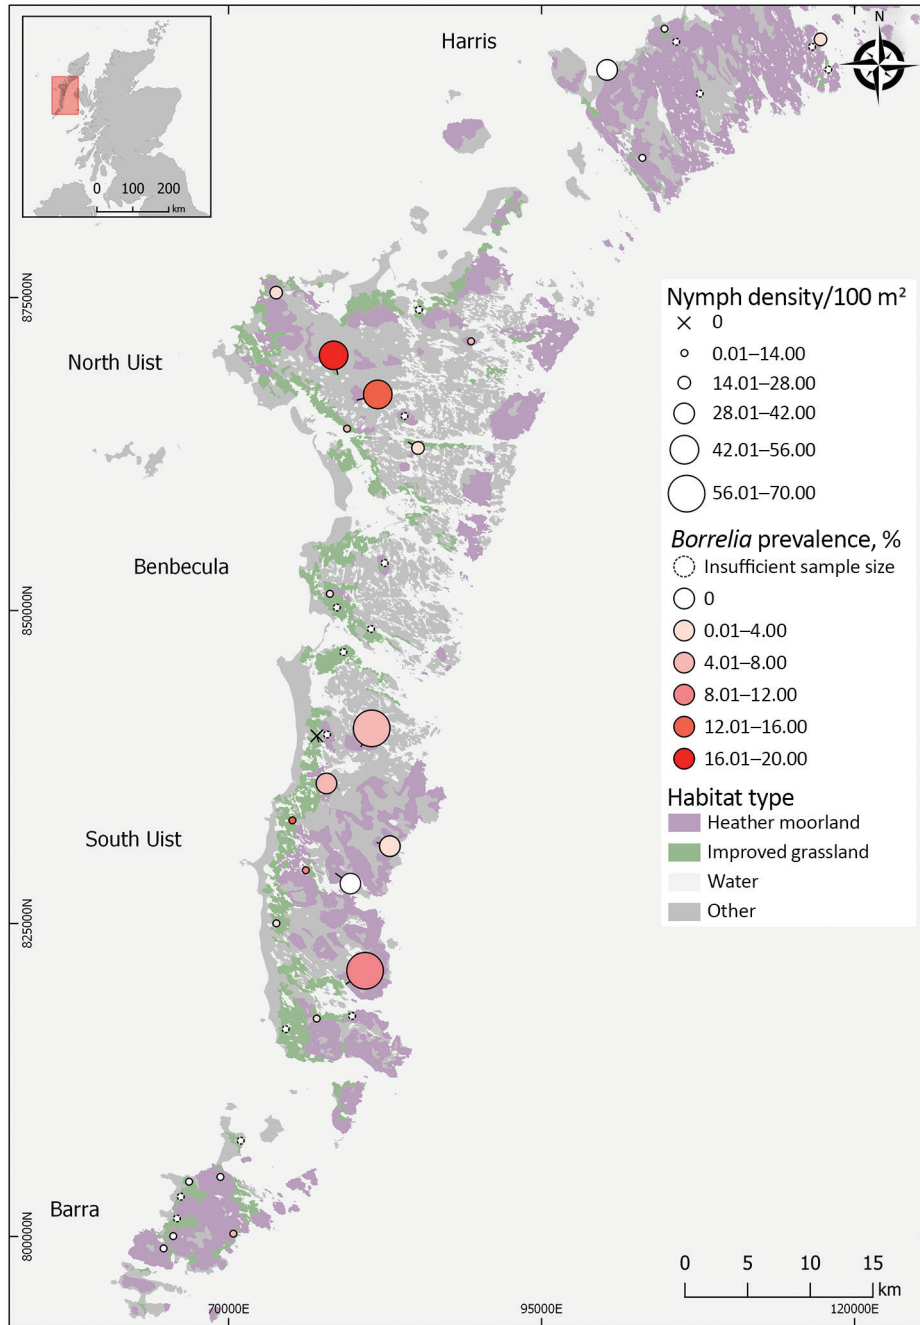 Harris
N
0 100 200
km
875000N
North Uist
Nymph density/100 m²
0
0.01–14.00
14.01–28.00
28.01–42.00
42.01–56.00
56.01–70.00
Benbecula
850000N
Borrelia prevalence, %
Insufficient sample size
0
0.01–4.00
4.01–8.00
8.01–12.00
12.01–16.00
16.01–20.00
South Uist
Habitat type
Heather moorland
Improved grassland
Water
Other
825000N
Barra
800000N
0 5 10 15
km
70000E 95000E 120000E